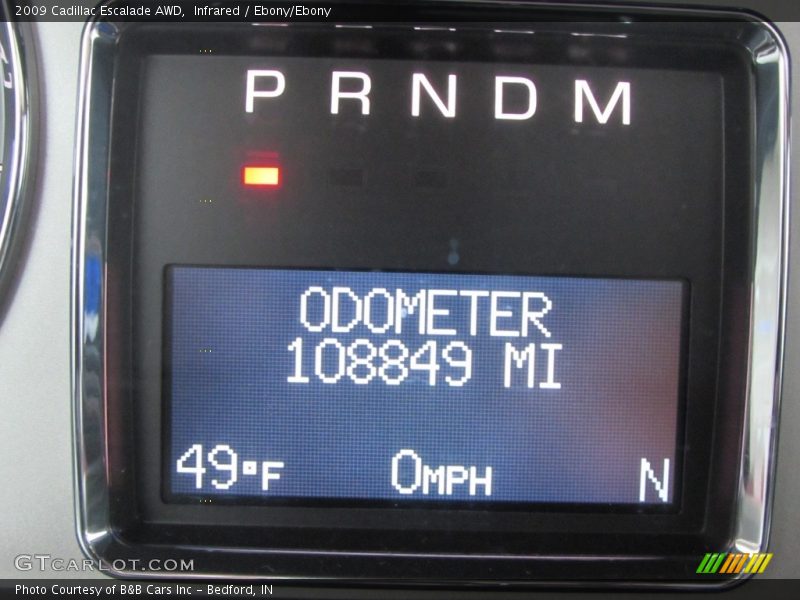 2009 Cadillac Escalade AWD, Infrared / Ebony/Ebony
P R N D M
ODOMETER
108849 MI
49°F 0MPH N
GTCARLOT.COM
Photo Courtesy of B&B Cars Inc - Bedford, IN